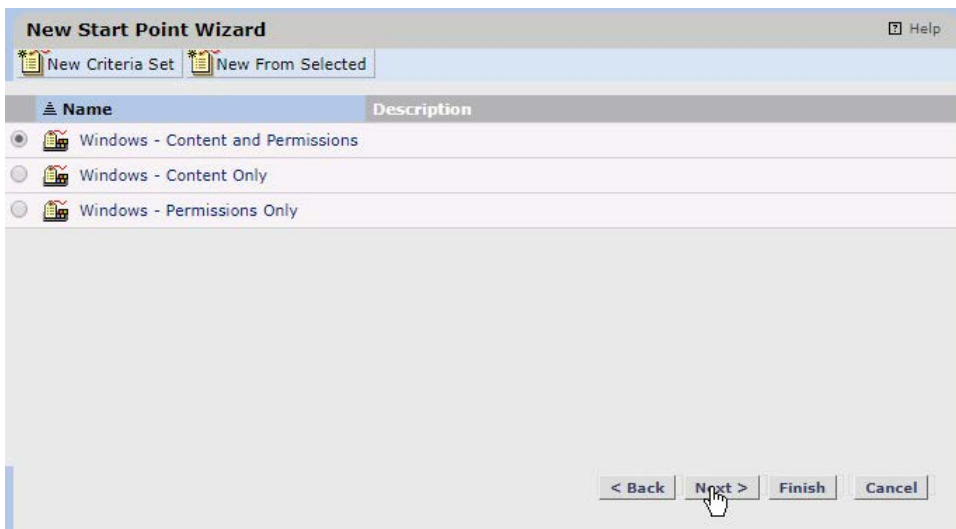 New Start Point Wizard
? Help
New Criteria Set New From Selected
Name Description
Windows - Content and Permissions
Windows - Content Only
Windows - Permissions Only
< Back Next > Finish Cancel